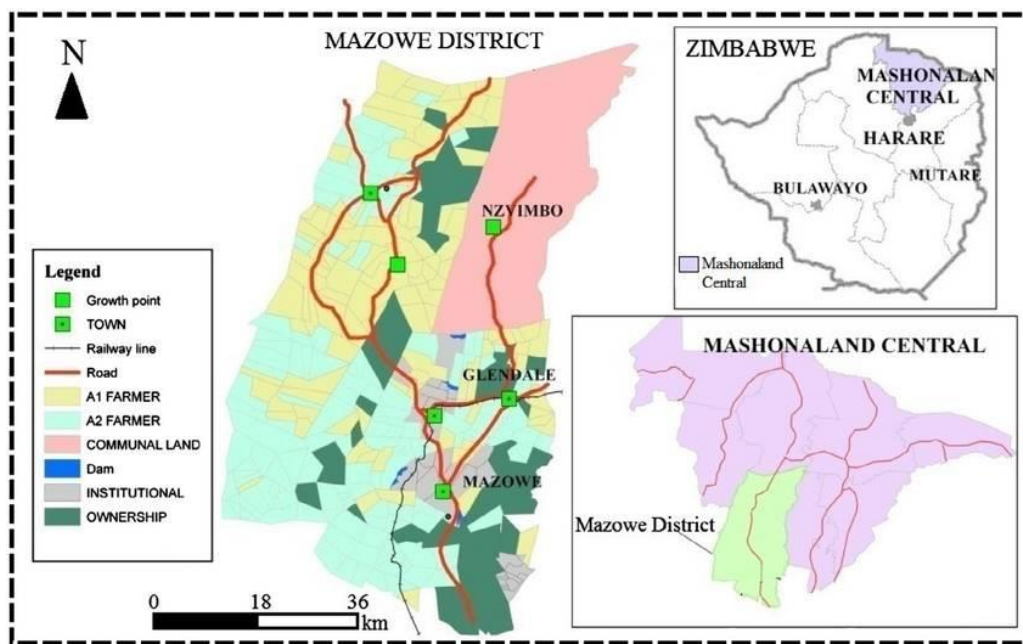 N
MAZOWE DISTRICT
NZVIMBO
GLENDALE
MAZOWE
Legend
Growth point
TOWN
Railway line
Road
A1 FARMER
A2 FARMER
COMMUNAL LAND
Dam
INSTITUTIONAL
OWNERSHIP
0 18 36
km
ZIMBABWE
MASHONALAN
CENTRAL
HARARE
MUTARE
BULAWAYO
Mashonaland
Central
MASHONALAND CENTRAL
Mazowe District